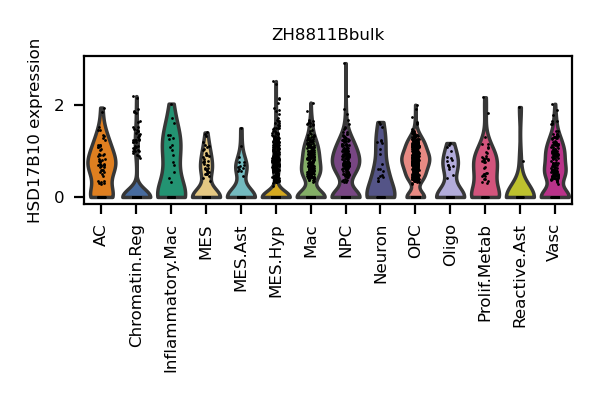 ZH8811Bbulk
HSD17B10 expression
2
0
AC
Chromatin.Reg
Inflammatory.Mac
MES
MES.Ast
MES.Hyp
Mac
NPC
Neuron
OPC
Oligo
Prolif.Metab
Reactive.Ast
Vasc